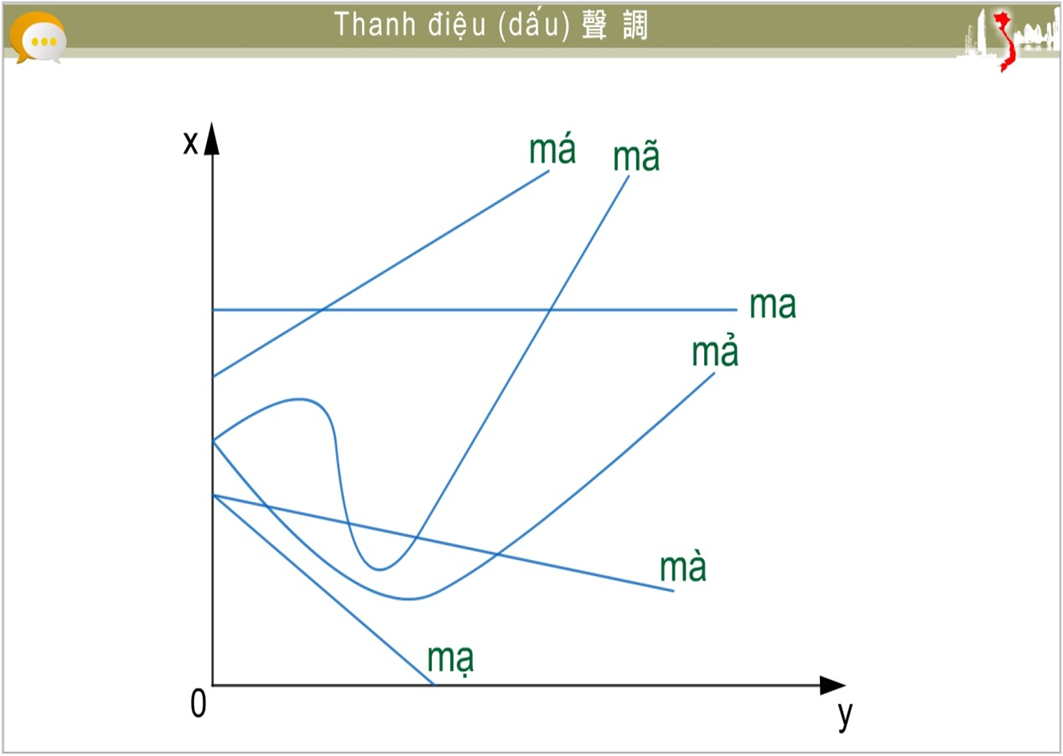 Thanh điệu (dấu) 聲 調
x
má
mã
ma
mả
mà
mạ
0
y